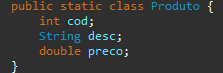 public static class Produto {
int cod;
String desc;
double preco;
}